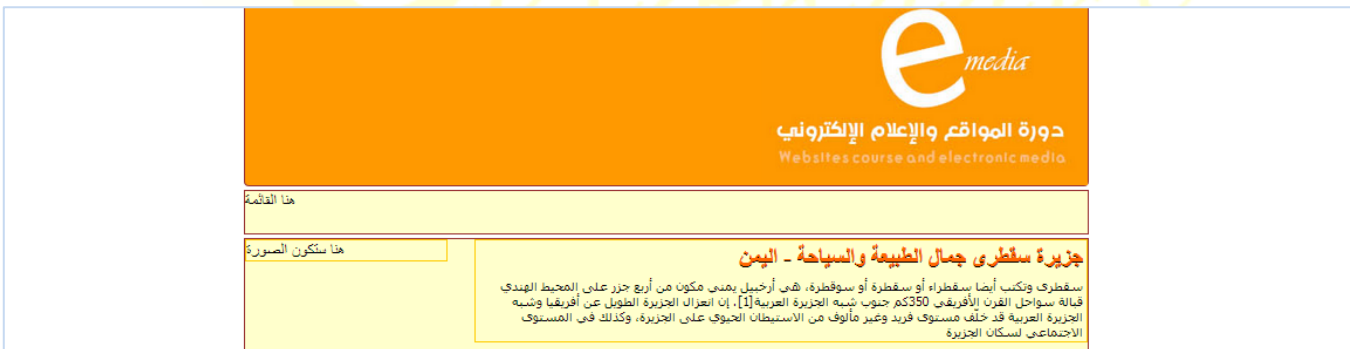 e media
دورة المواقع والإعلام الإلكتروني
Websites course and electronic media
هنا القائمة
جزيرة سقطرى جمال الطبيعة والسياحة - اليمن
سقطرى وتكتب أيضا سقطراء أو سقطرة أو سوقطرة، هي أرخبيل يمني مكون من أربع جزر على المحيط الهندي
قبالة سواحل القرن الأفريقي 350كم جنوب شبه الجزيرة العربية[1]، إن انعزال الجزيرة الطويل عن أفريقيا وشبه
الجزيرة العربية قد خلّف مستوى فريد وغير مألوف من الاستيطان الحيوي على الجزيرة، وكذلك في المستوى
الاجتماعي لسكان الجزيرة
هنا ستكون الصورة